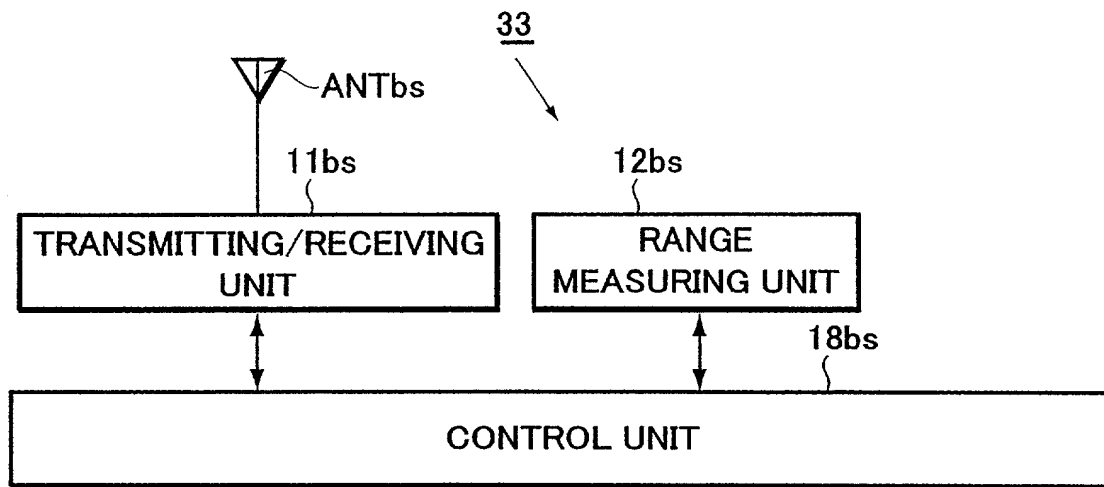 33
ANTbs
11bs
12bs
TRANSMITTING/RECEIVING
UNIT
RANGE
MEASURING UNIT
18bs
CONTROL UNIT